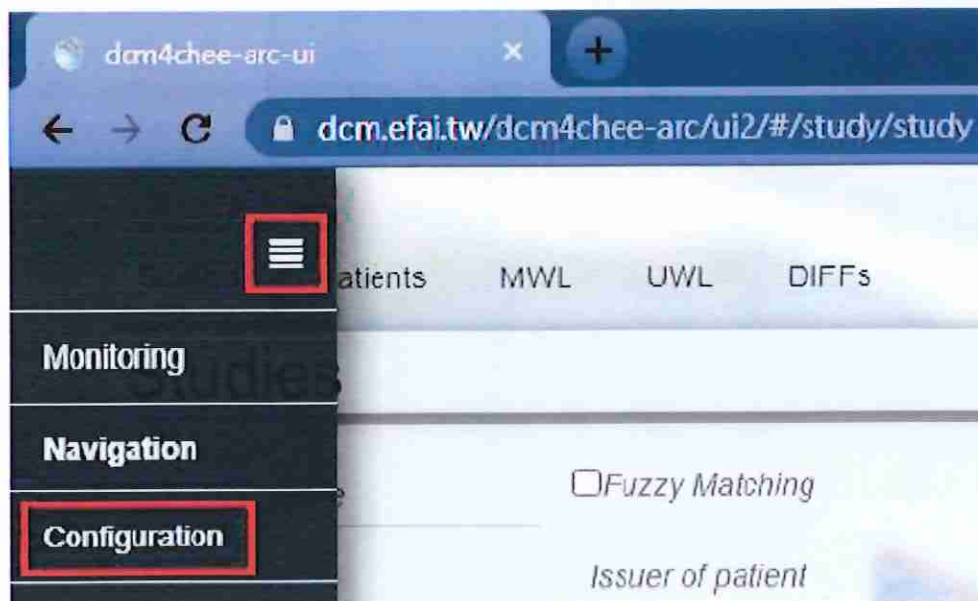 dcm4chee-arc-ui
dcm.efai.tw/dcm4chee-arc/ui2/#/study/study
atients MWL UWL DIFFs
Monitoring
Studies
Navigation
Fuzzy Matching
Configuration
Issuer of patient